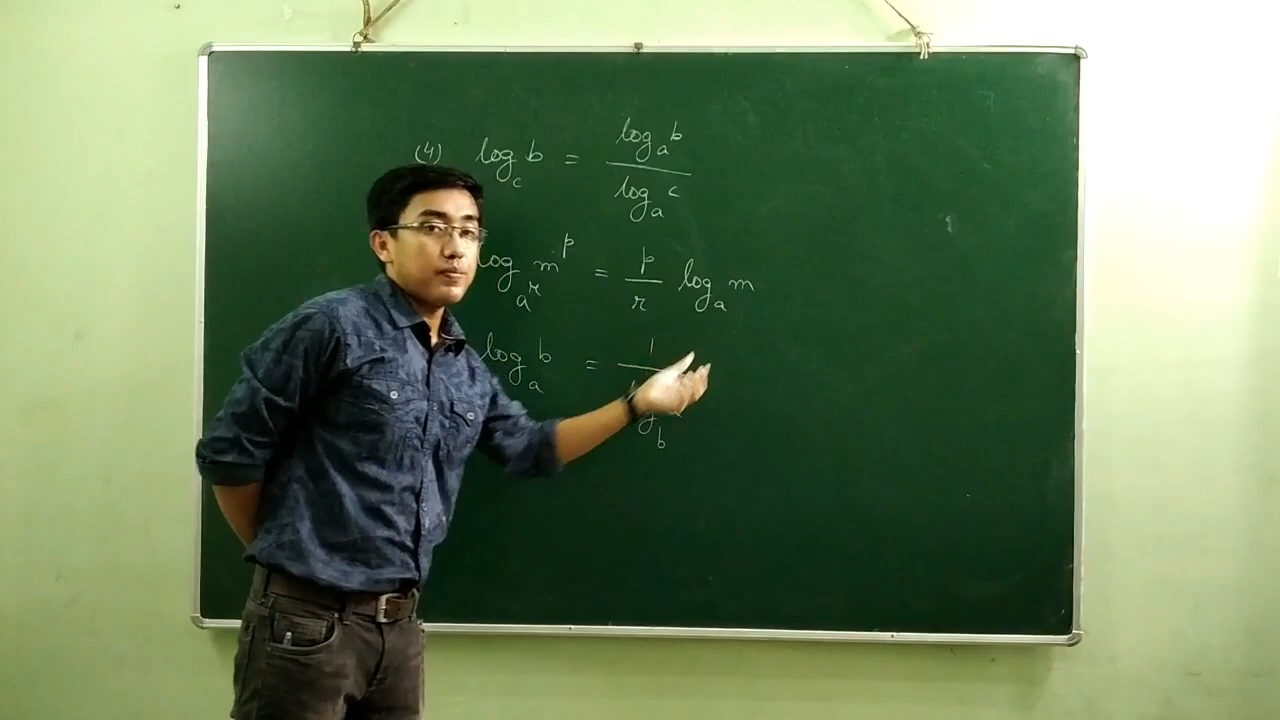 (4) log_c b = log_a b / log_a c
log_{a^r} m^p = p/r log_a m
log_a b = 1 / log_b a